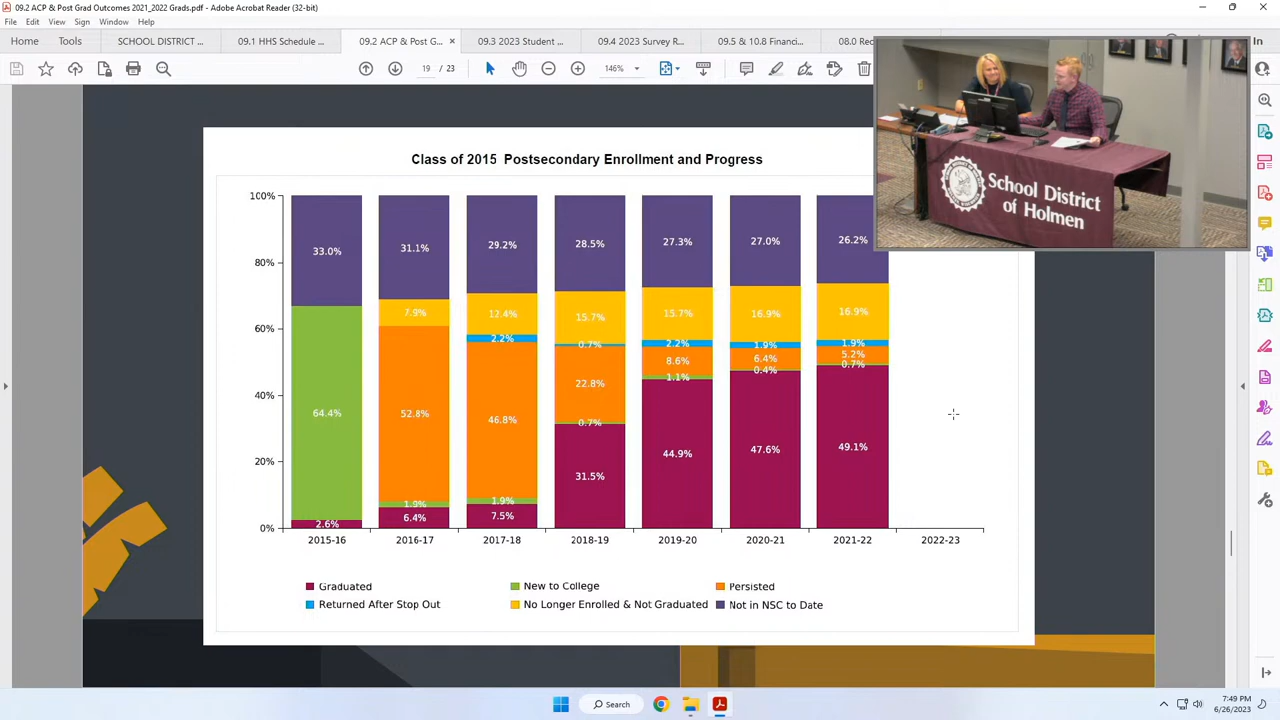 09.2 ACP & Post Grad Outcomes 2021_2022 Grads.pdf - Adobe Acrobat Reader (32-bit)
File Edit View Sign Window Help
Home Tools SCHOOL DISTRICT ... 09.1 HHS Schedule ... 09.2 ACP & Post G... × 09.3 2023 Student ... 09.4 2023 Survey R... 09.5 & 10.8 Financi... 08.0 Rec In
19 / 23 146%
Class of 2015 Postsecondary Enrollment and Progress
School District
of Holmen
100%
80%
60%
40%
20%
0%
33.0% 31.1% 29.2% 28.5% 27.3% 27.0% 26.2%
7.9% 12.4% 15.7% 15.7% 16.9% 16.9%
2.2% 0.7% 2.2% 1.9% 1.9%
64.4% 52.8% 46.8% 22.8% 8.6% 6.4% 5.2%
1.9% 1.9% 0.7% 1.1% 0.4% 0.7%
2.6% 6.4% 7.5% 31.5% 44.9% 47.6% 49.1%
2015-16 2016-17 2017-18 2018-19 2019-20 2020-21 2021-22 2022-23
Graduated New to College Persisted
Returned After Stop Out No Longer Enrolled & Not Graduated Not in NSC to Date
Search
7:49 PM
6/26/2023